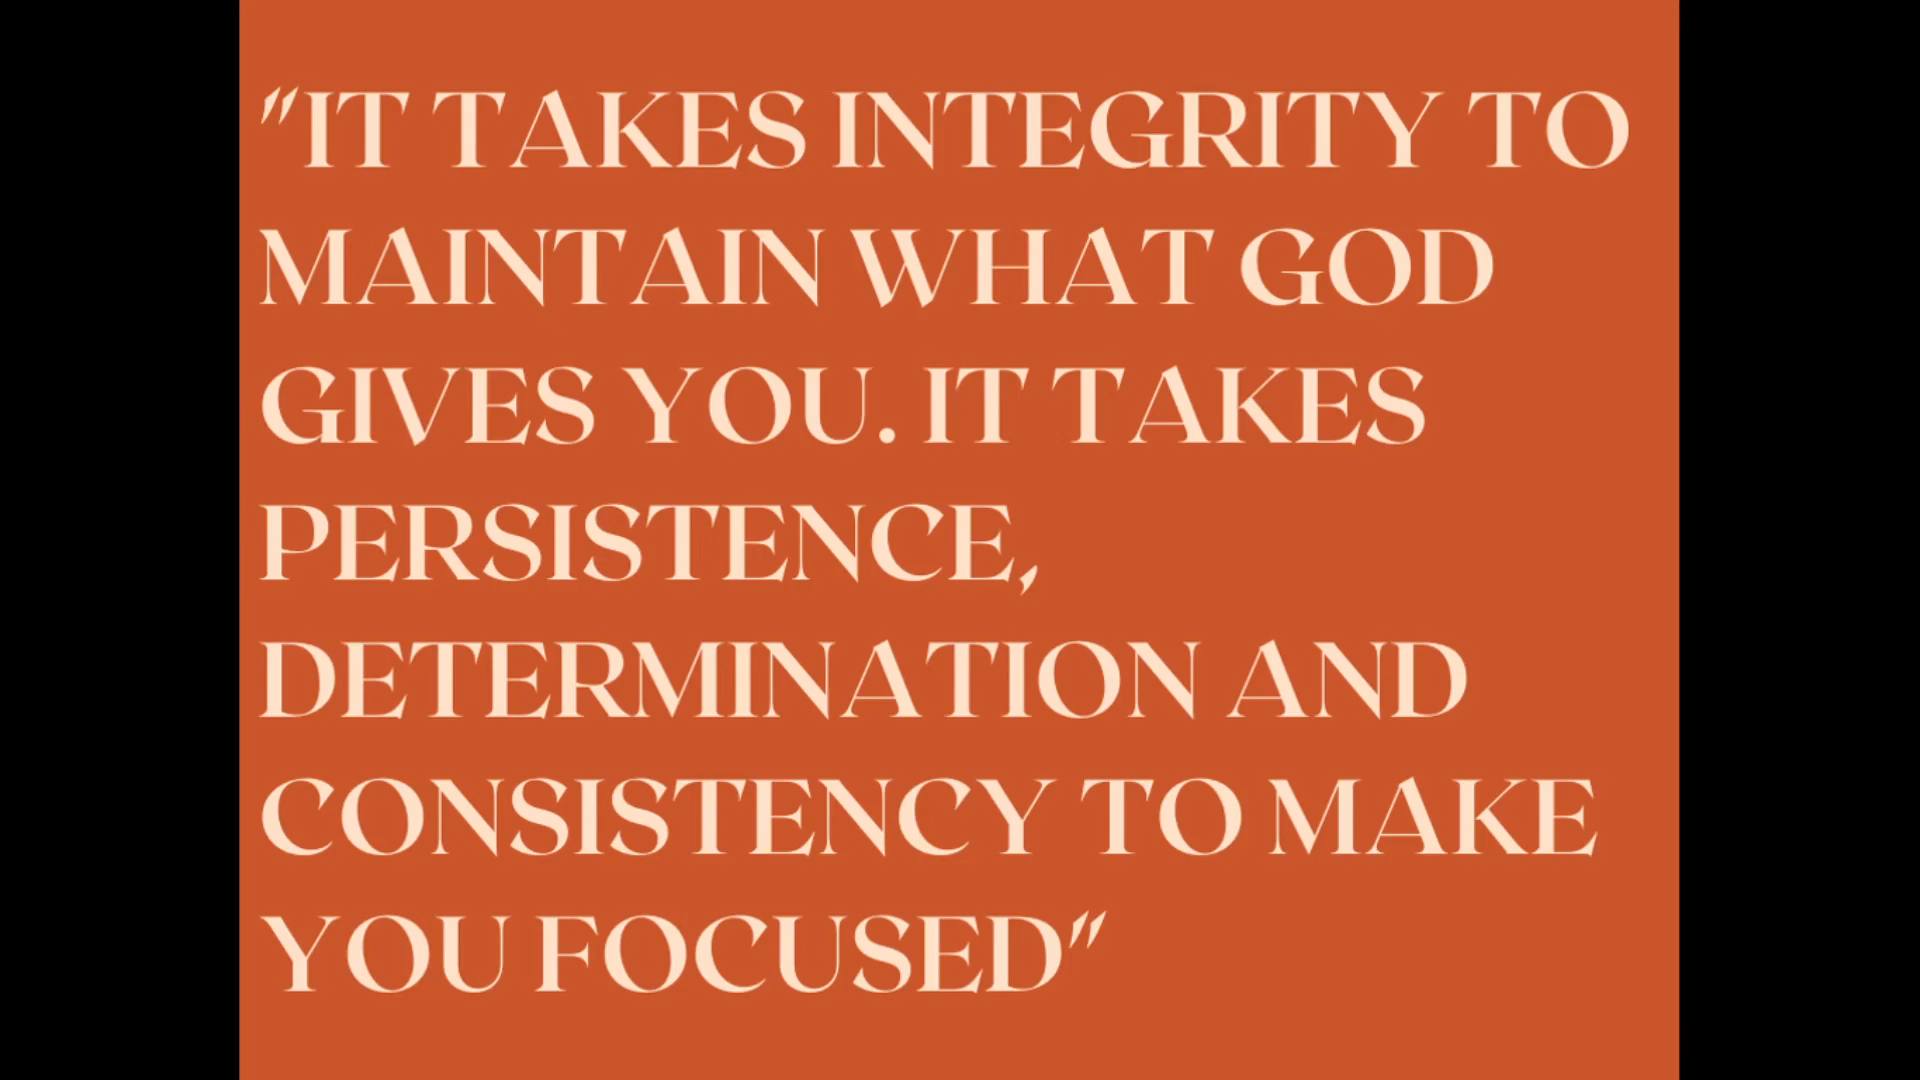 "IT TAKES INTEGRITY TO
MAINTAIN WHAT GOD
GIVES YOU. IT TAKES
PERSISTENCE,
DETERMINATION AND
CONSISTENCY TO MAKE
YOU FOCUSED"